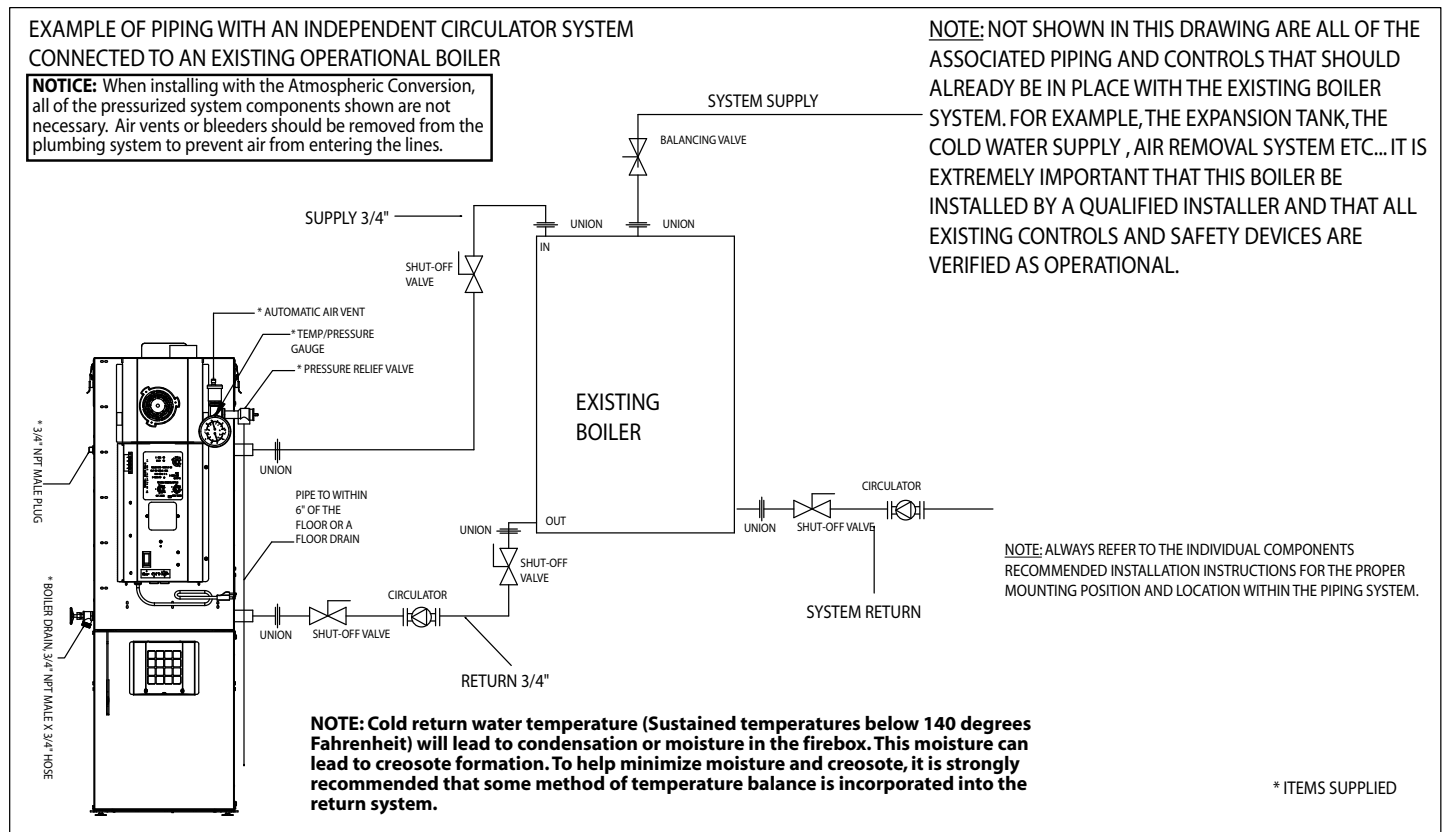 EXAMPLE OF PIPING WITH AN INDEPENDENT CIRCULATOR SYSTEM
CONNECTED TO AN EXISTING OPERATIONAL BOILER
NOTICE: When installing with the Atmospheric Conversion,
all of the pressurized system components shown are not
necessary. Air vents or bleeders should be removed from the
plumbing system to prevent air from entering the lines.
NOTE: NOT SHOWN IN THIS DRAWING ARE ALL OF THE
ASSOCIATED PIPING AND CONTROLS THAT SHOULD
ALREADY BE IN PLACE WITH THE EXISTING BOILER
SYSTEM. FOR EXAMPLE, THE EXPANSION TANK, THE
COLD WATER SUPPLY , AIR REMOVAL SYSTEM ETC... IT IS
EXTREMELY IMPORTANT THAT THIS BOILER BE
INSTALLED BY A QUALIFIED INSTALLER AND THAT ALL
EXISTING CONTROLS AND SAFETY DEVICES ARE
VERIFIED AS OPERATIONAL.
SYSTEM SUPPLY
BALANCING VALVE
SUPPLY 3/4"
UNION
UNION
IN
SHUT-OFF
VALVE
* AUTOMATIC AIR VENT
* TEMP/PRESSURE
GAUGE
* PRESSURE RELIEF VALVE
EXISTING
BOILER
* 3/4" NPT MALE PLUG
UNION
PIPE TO WITHIN
6" OF THE
FLOOR OR A
FLOOR DRAIN
CIRCULATOR
UNION
OUT
UNION
SHUT-OFF VALVE
SHUT-OFF
VALVE
NOTE: ALWAYS REFER TO THE INDIVIDUAL COMPONENTS
RECOMMENDED INSTALLATION INSTRUCTIONS FOR THE PROPER
MOUNTING POSITION AND LOCATION WITHIN THE PIPING SYSTEM.
* BOILER DRAIN, 3/4" NPT MALE X 3/4" HOSE
CIRCULATOR
UNION
SHUT-OFF VALVE
SYSTEM RETURN
RETURN 3/4"
NOTE: Cold return water temperature (Sustained temperatures below 140 degrees
Fahrenheit) will lead to condensation or moisture in the firebox. This moisture can
lead to creosote formation. To help minimize moisture and creosote, it is strongly
recommended that some method of temperature balance is incorporated into the
return system.
* ITEMS SUPPLIED